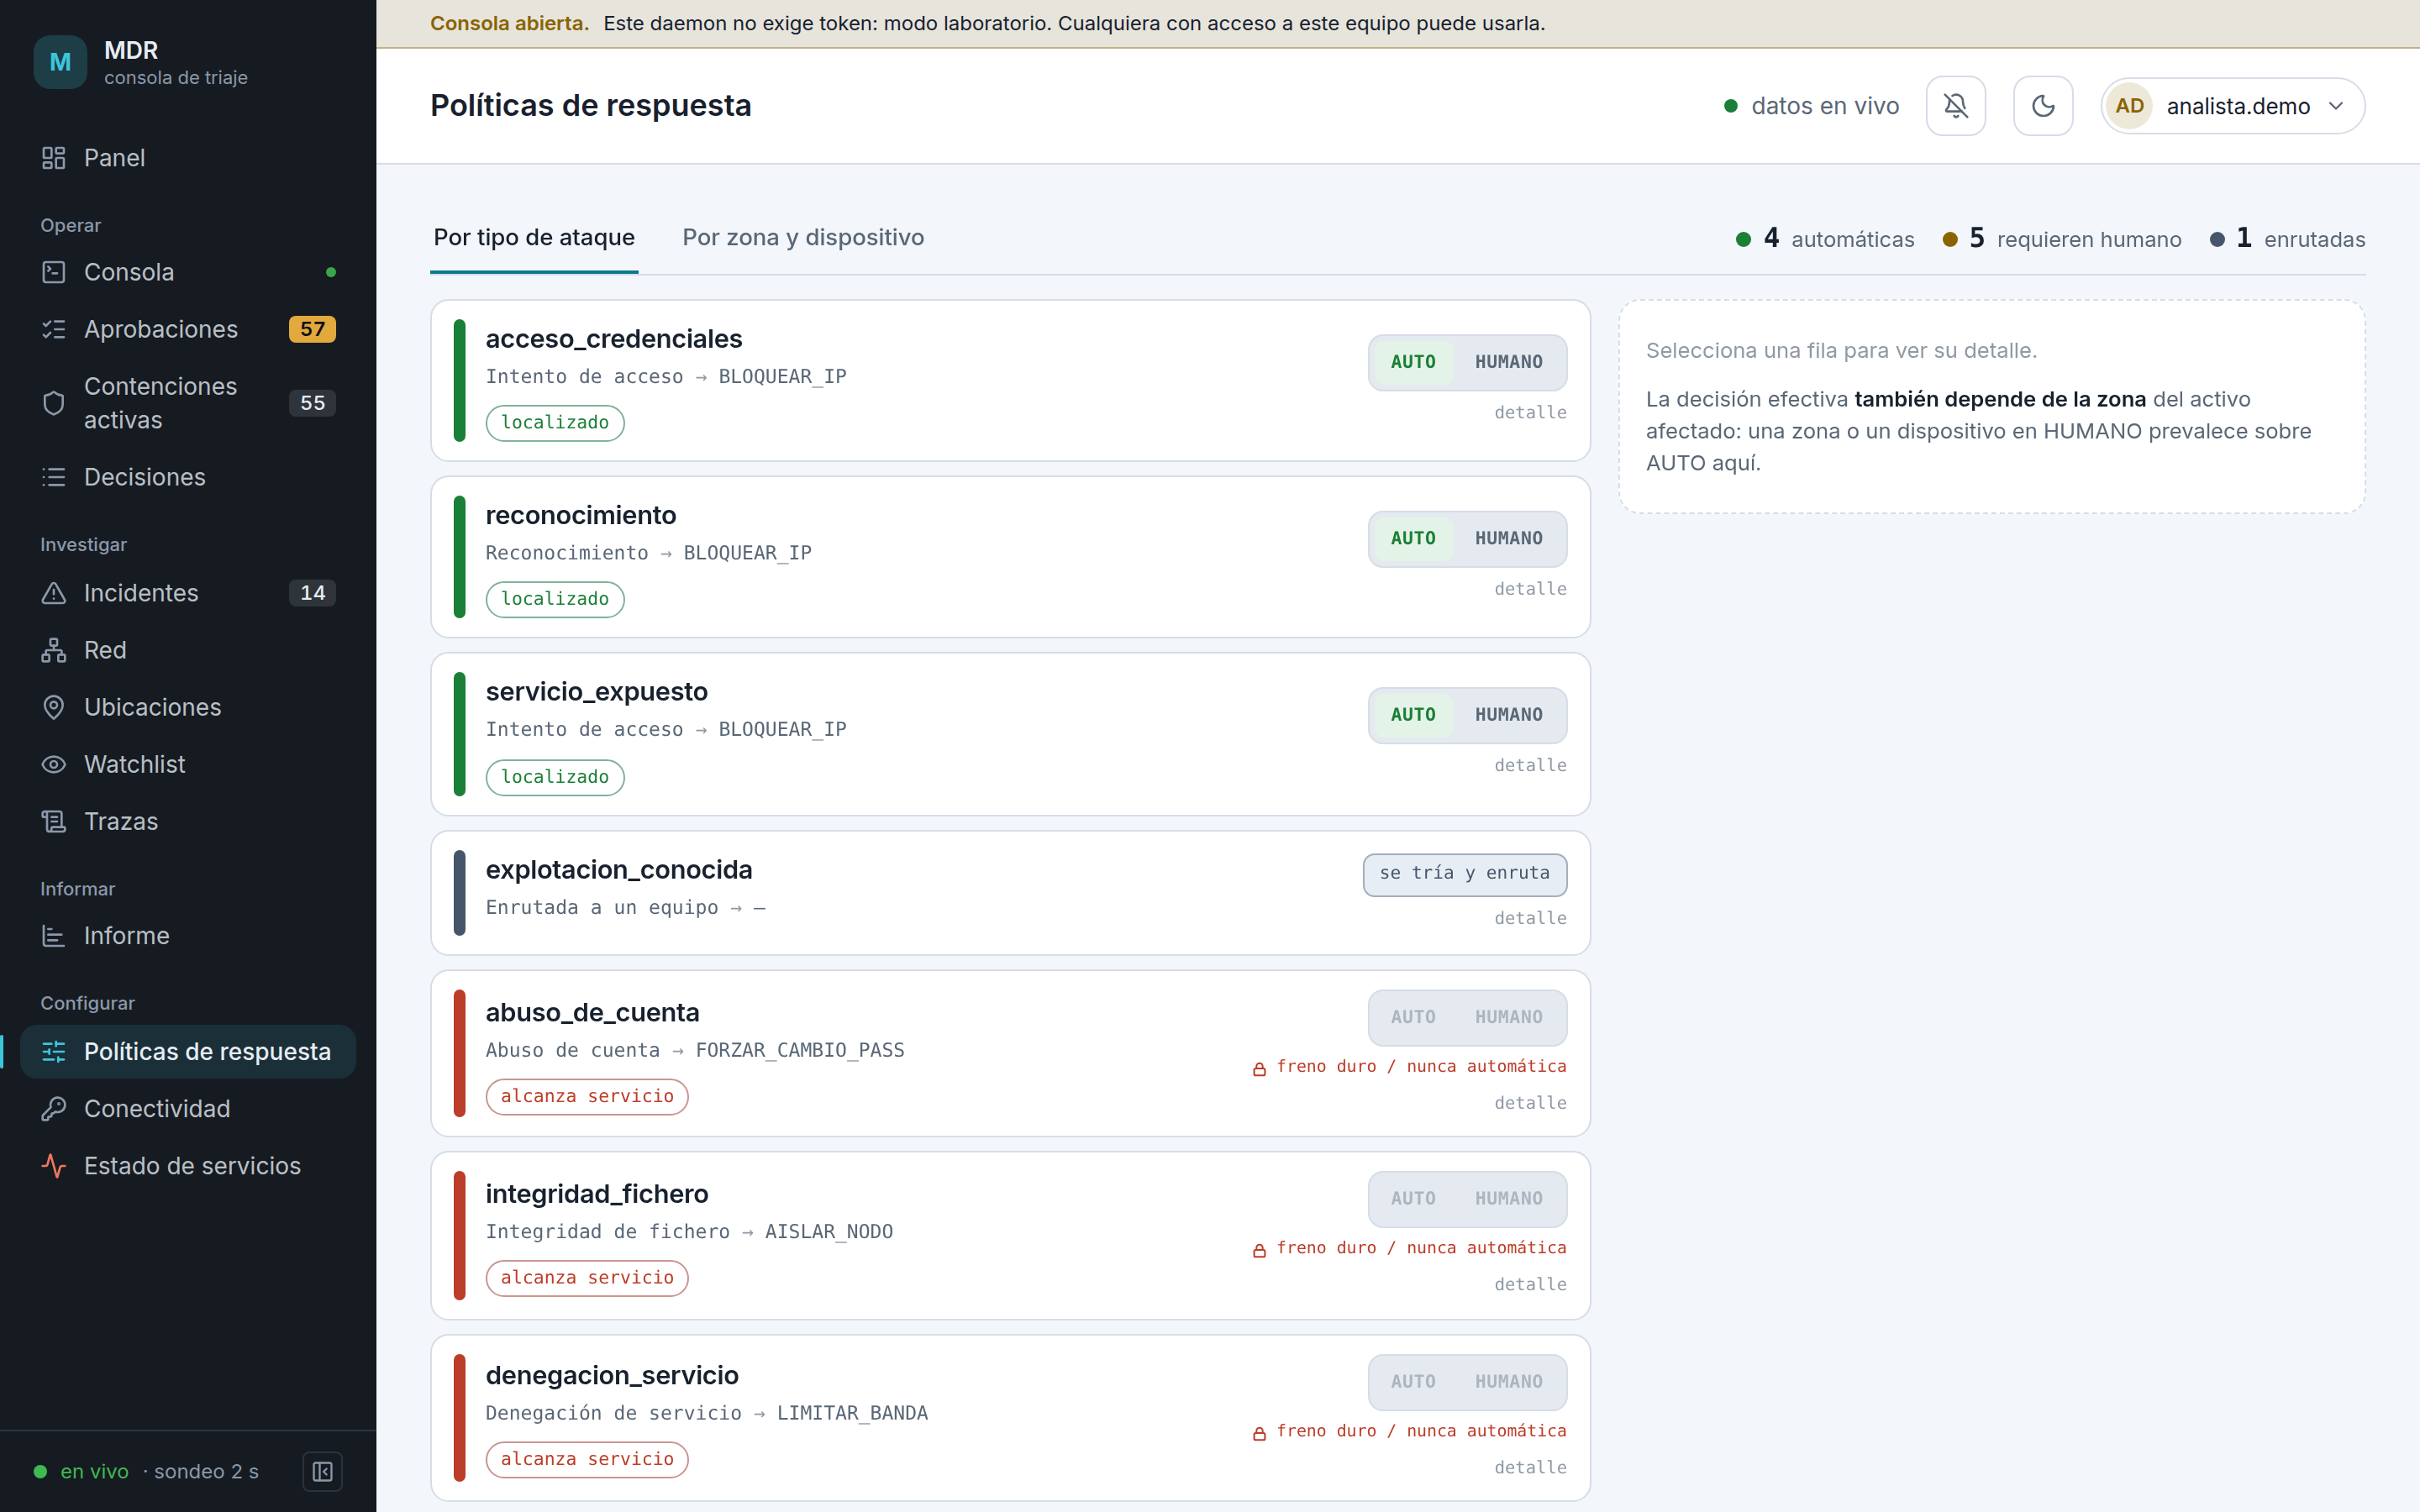 Consola abierta. Este daemon no exige token: modo laboratorio. Cualquiera con acceso a este equipo puede usarla.
M
MDR
consola de triaje
Panel
Operar
Consola
Aprobaciones 57
Contenciones
activas
55
Decisiones
Investigar
Incidentes 14
Red
Ubicaciones
Watchlist
Trazas
Informar
Informe
Configurar
Políticas de respuesta
Conectividad
Estado de servicios
en vivo · sondeo 2 s
Políticas de respuesta
datos en vivo
AD analista.demo
Por tipo de ataque Por zona y dispositivo
4 automáticas 5 requieren humano 1 enrutadas
acceso_credenciales
Intento de acceso → BLOQUEAR_IP
localizado
AUTO HUMANO
detalle
reconocimiento
Reconocimiento → BLOQUEAR_IP
localizado
AUTO HUMANO
detalle
servicio_expuesto
Intento de acceso → BLOQUEAR_IP
localizado
AUTO HUMANO
detalle
explotacion_conocida
Enrutada a un equipo → —
se tría y enruta
detalle
abuso_de_cuenta
Abuso de cuenta → FORZAR_CAMBIO_PASS
alcanza servicio
AUTO HUMANO
freno duro / nunca automática
detalle
integridad_fichero
Integridad de fichero → AISLAR_NODO
alcanza servicio
AUTO HUMANO
freno duro / nunca automática
detalle
denegacion_servicio
Denegación de servicio → LIMITAR_BANDA
alcanza servicio
AUTO HUMANO
freno duro / nunca automática
detalle
Selecciona una fila para ver su detalle.
La decisión efectiva también depende de la zona del activo
afectado: una zona o un dispositivo en HUMANO prevalece sobre
AUTO aquí.